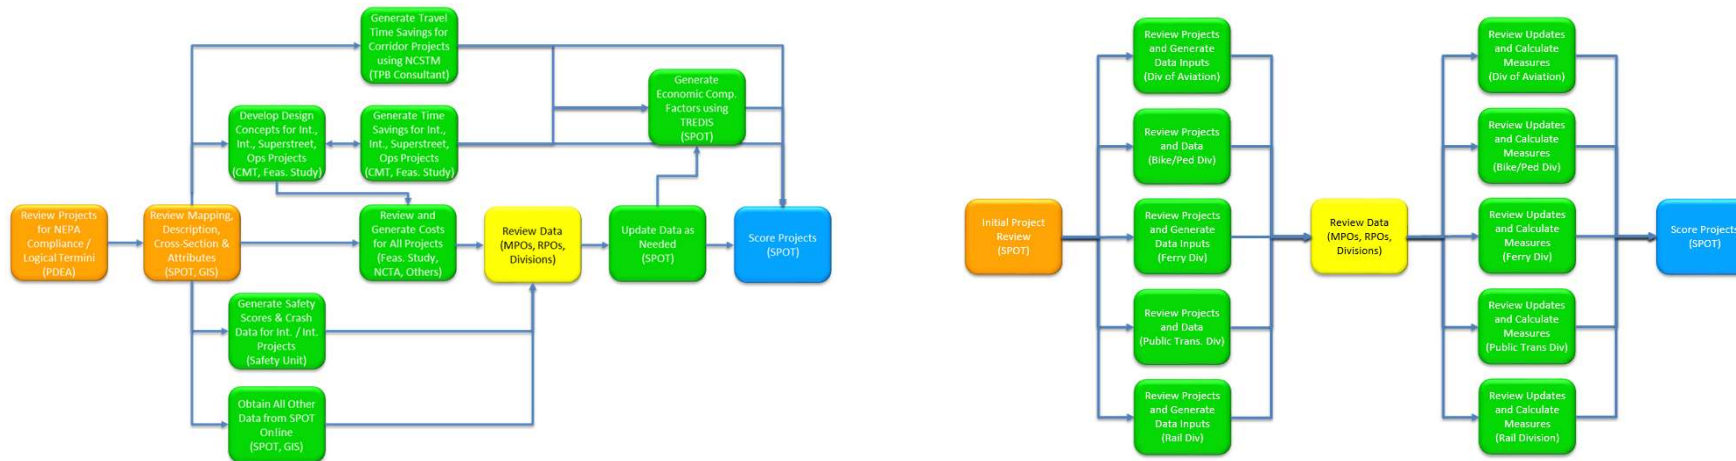 Generate Travel
Time Savings for
Corridor Projects
using NCSTM
(TPB Consultant)
Generate
Economic Comp.
Factors using
TREDIS
(SPOT)
Develop Design
Concepts for Int.,
Int., Superstreet,
Ops Projects
(CMT, Feas. Study)
Generate Time
Savings for Int.,
Int., Superstreet,
Ops Projects
(CMT, Feas. Study)
Review Projects
for NEPA
Compliance /
Logical Termini
(PDEA)
Review Mapping,
Description,
Cross-Section &
Attributes
(SPOT, GIS)
Review and
Generate Costs
for All Projects
(Feas. Study,
NCTA, Others)
Review Data
(MPOs, RPOs,
Divisions)
Update Data as
Needed
(SPOT)
Score Projects
(SPOT)
Generate Safety
Scores & Crash
Data for Int. / Int.
Projects
(Safety Unit)
Obtain All Other
Data from SPOT
Online
(SPOT, GIS)
Initial Project
Review
(SPOT)
Review Projects
and Generate
Data Inputs
(Div of Aviation)
Review Projects
and Data
(Bike/Ped Div)
Review Projects
and Generate
Data Inputs
(Ferry Div)
Review Projects
and Data
(Public Trans. Div)
Review Projects
and Generate
Data Inputs
(Rail Div)
Review Data
(MPOs, RPOs,
Divisions)
Review Updates
and Calculate
Measures
(Div of Aviation)
Review Updates
and Calculate
Measures
(Bike/Ped Div)
Review Updates
and Calculate
Measures
(Ferry Div)
Review Updates
and Calculate
Measures
(Public Trans Div)
Review Updates
and Calculate
Measures
(Rail Division)
Score Projects
(SPOT)